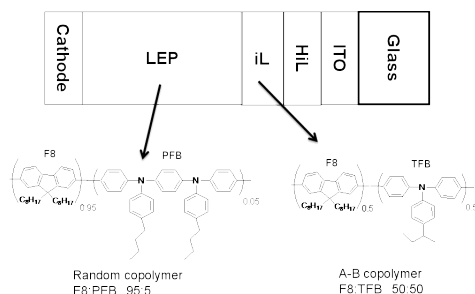 Cathode
LEP
iL
HiL
ITO
Glass
F8
PFB
C8H17 C8H17 0.95
N
N
0.05
F8
TFB
C8H17 C8H17 0.5
N
0.5
Random copolymer
F8:PFB 95:5
A-B copolymer
F8:TFB 50:50